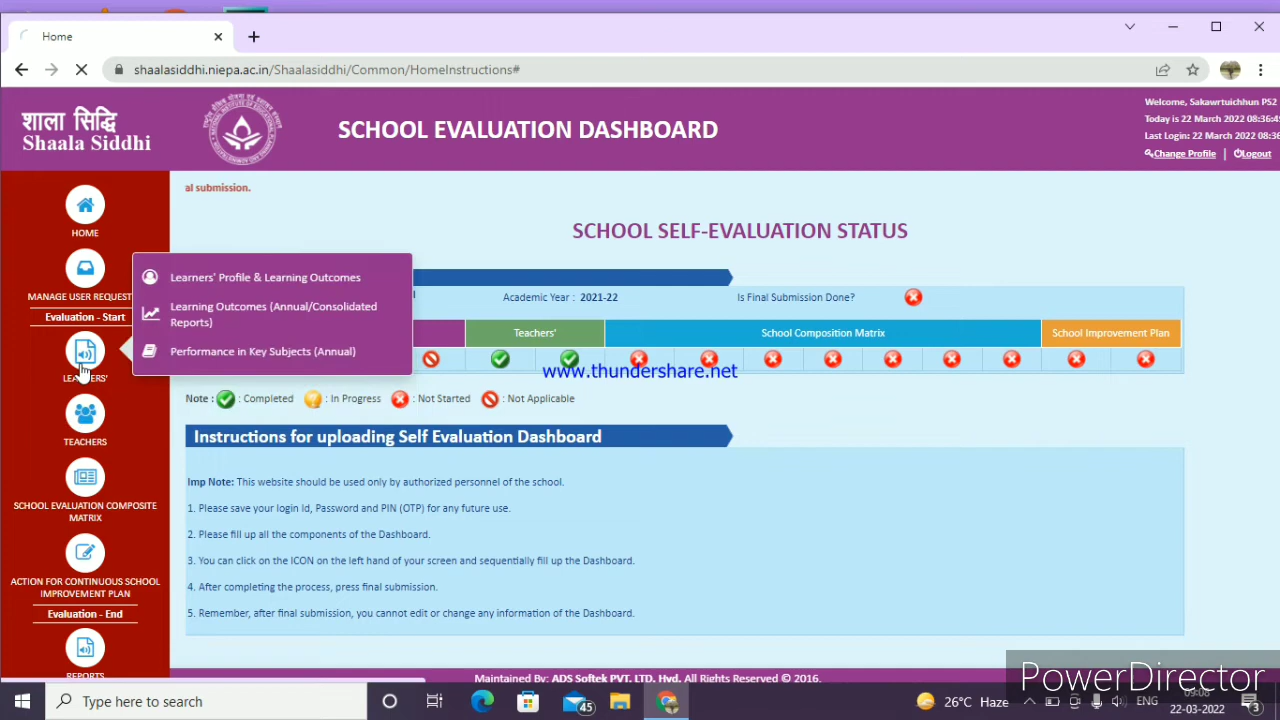 Home
shaalasiddhi.niepa.ac.in/Shaalasiddhi/Common/HomeInstructions#
शाला सिद्धि
Shaala Siddhi
SCHOOL EVALUATION DASHBOARD
Welcome, Sakawrtuichhun PS2
Today is 22 March 2022 08:36:4
Last Login: 22 March 2022 08:36
Change Profile | Logout
al submission.
HOME
SCHOOL SELF-EVALUATION STATUS
MANAGE USER REQUEST
Evaluation - Start
Learners' Profile & Learning Outcomes
Learning Outcomes (Annual/Consolidated
Reports)
Performance in Key Subjects (Annual)
Academic Year : 2021-22
Is Final Submission Done?
Teachers'
School Composition Matrix
School Improvement Plan
www.thundershare.net
LEARNERS'
Note : : Completed : In Progress : Not Started : Not Applicable
TEACHERS
Instructions for uploading Self Evaluation Dashboard
Imp Note: This website should be used only by authorized personnel of the school.
1. Please save your login Id, Password and PIN (OTP) for any future use.
2. Please fill up all the components of the Dashboard.
3. You can click on the ICON on the left hand of your screen and sequentially fill up the Dashboard.
4. After completing the process, press final submission.
5. Remember, after final submission, you cannot edit or change any information of the Dashboard.
SCHOOL EVALUATION COMPOSITE
MATRIX
ACTION FOR CONTINUOUS SCHOOL
IMPROVEMENT PLAN
Evaluation - End
REPORTS
Maintained By: ADS Softek PVT. LTD. Hyd. All Rights Reserved © 2016.
PowerDirector
Type here to search
45
26°C Haze
ENG
09:08
22-03-2022
3